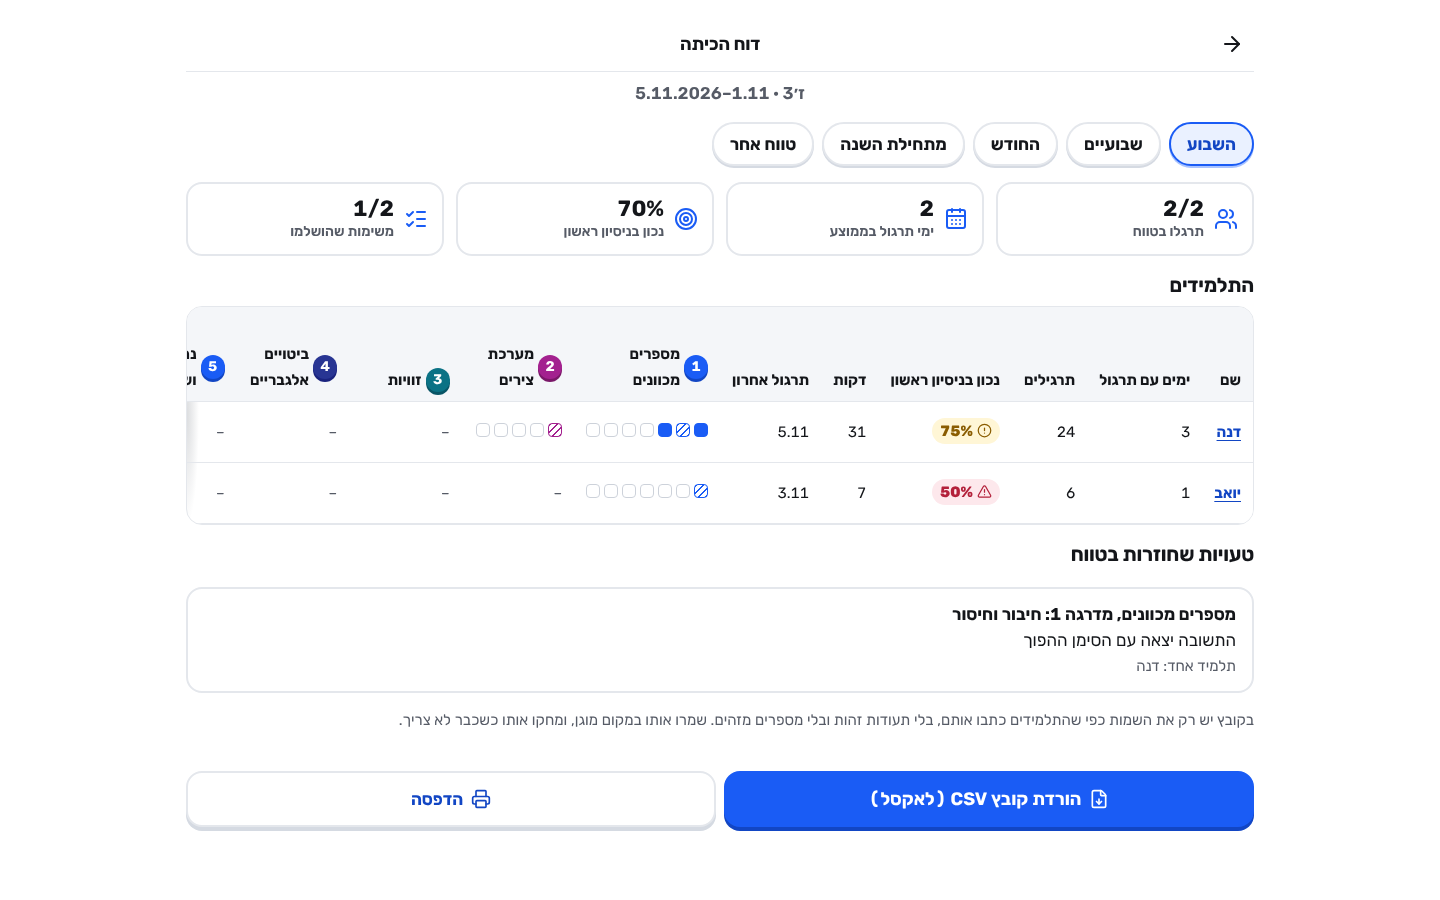 דוח הכיתה
ז׳3 • 1.11–5.11.2026
השבוע
שבועיים
החודש
מתחילת השנה
טווח אחר
2/2
תרגלו בטווח
2
ימי תרגול בממוצע
70%
נכון בניסיון ראשון
1/2
משימות שהושלמו
התלמידים
שם ימים עם תרגול תרגילים נכון בניסיון ראשון דקות תרגול אחרון 1 מספרים מכוונים 2 מערכת צירים 3 זוויות 4 ביטויים אלגבריים 5
דנה 3 24 75% 31 5.11 – – –
יואב 1 6 50% 7 3.11 – – – –
טעויות שחוזרות בטווח
מספרים מכוונים, מדרגה 1: חיבור וחיסור
התשובה יצאה עם הסימן ההפוך
תלמיד אחד: דנה
בקובץ יש רק את השמות כפי שהתלמידים כתבו אותם, בלי תעודות זהות ובלי מספרים מזהים. שמרו אותו במקום מוגן, ומחקו אותו כשכבר לא צריך.
הורדת קובץ CSV (לאקסל)
הדפסה